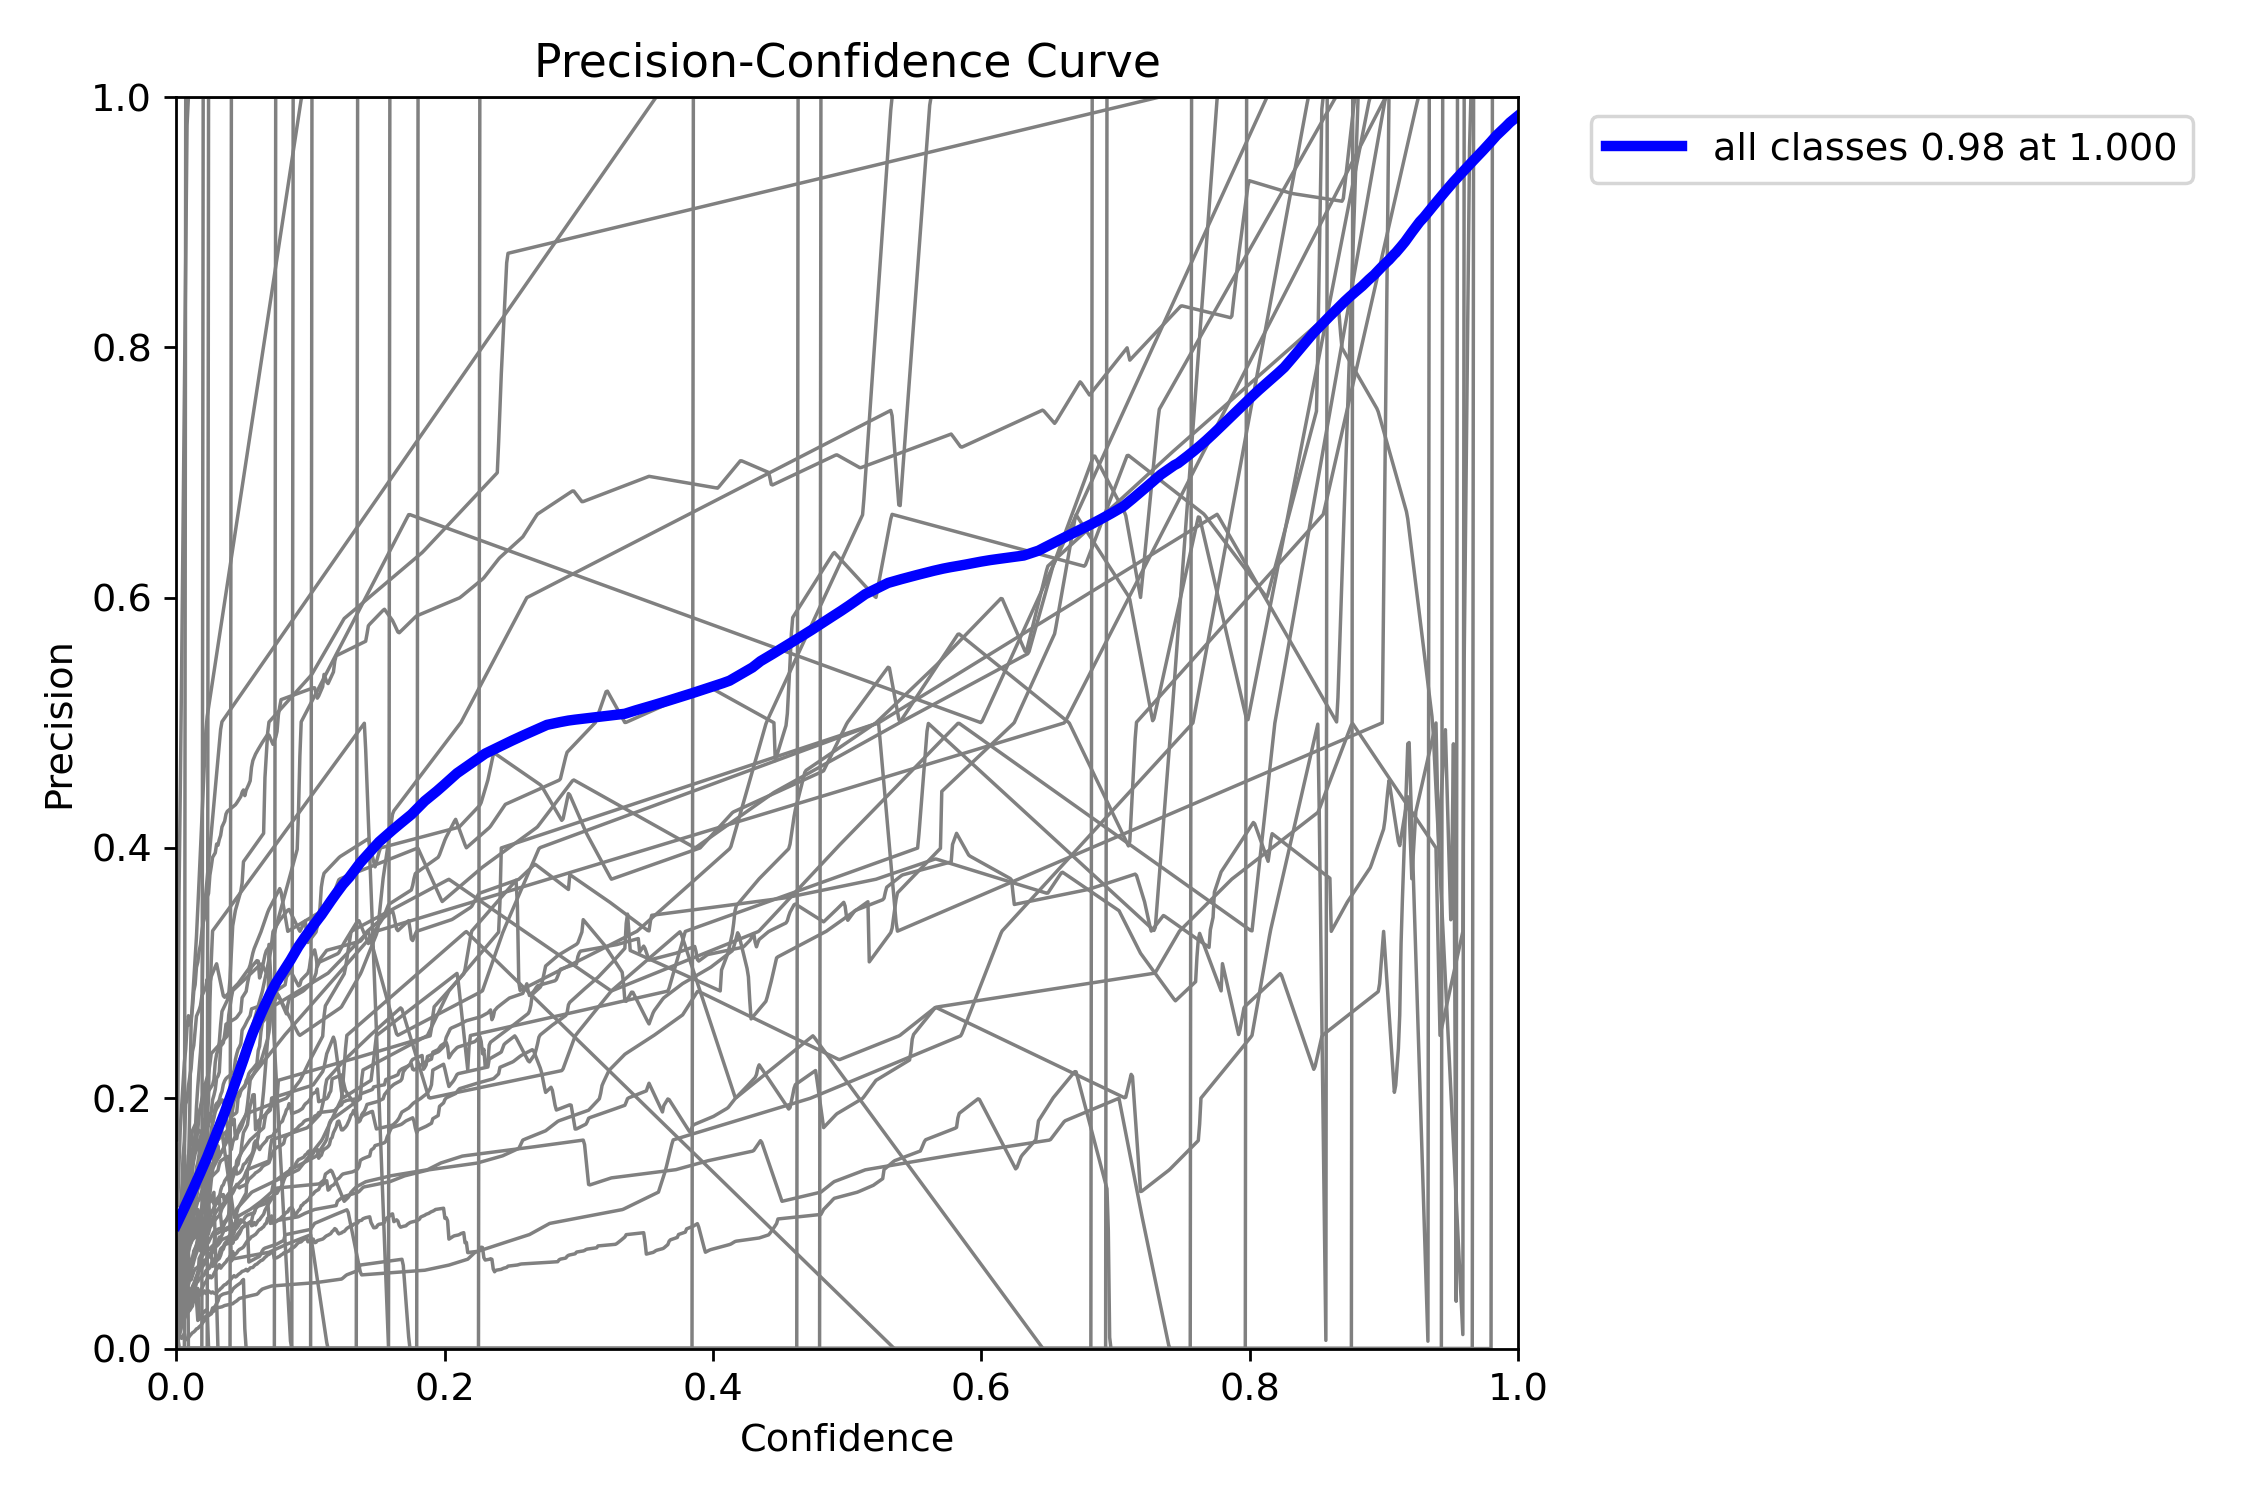 Precision-Confidence Curve
1.0
0.8
0.6
0.4
0.2
0.0
Precision
0.0 0.2 0.4 0.6 0.8 1.0
Confidence
all classes 0.98 at 1.000